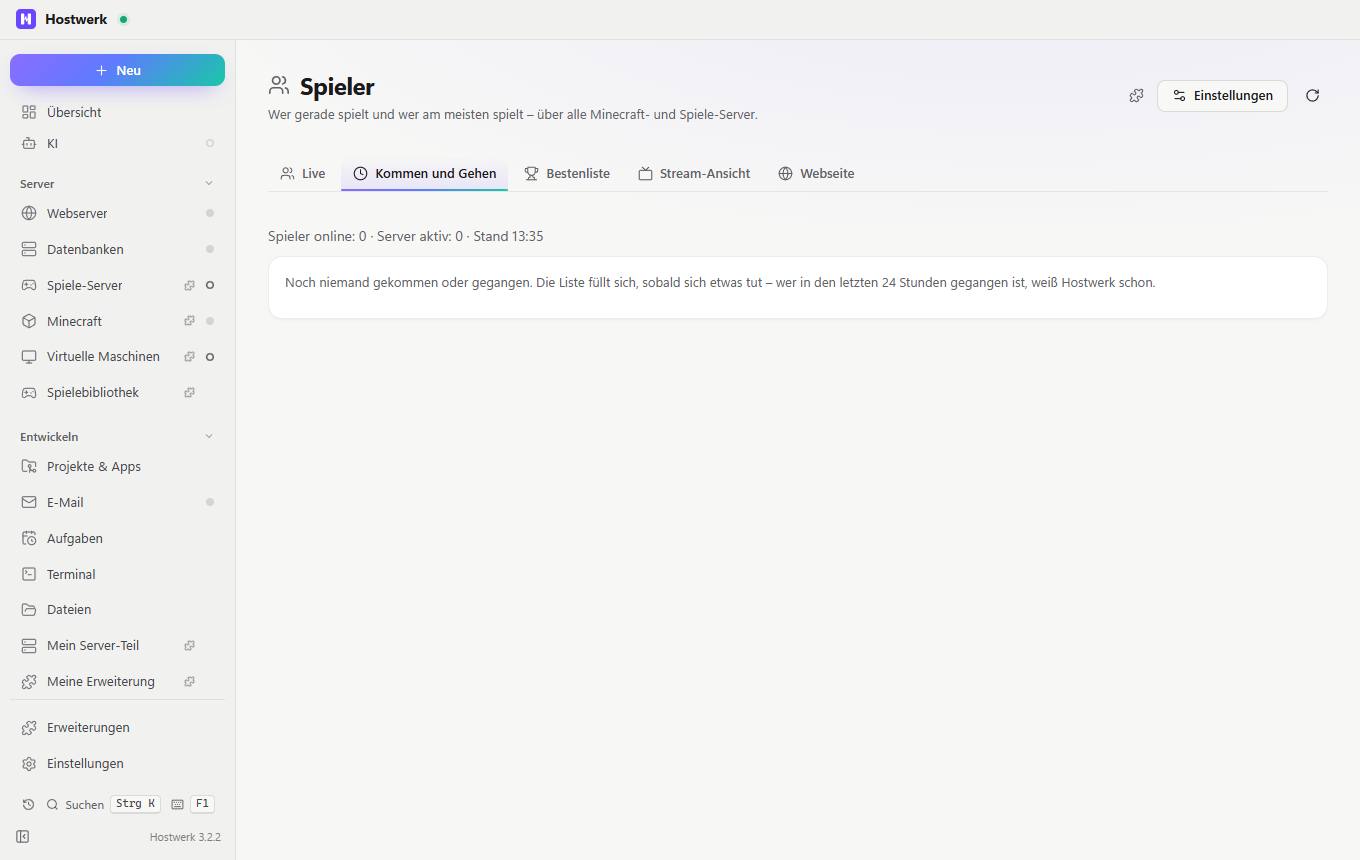 Hostwerk
Neu
Übersicht
KI
Server
Webserver
Datenbanken
Spiele-Server
Minecraft
Virtuelle Maschinen
Spielebibliothek
Entwickeln
Projekte & Apps
E-Mail
Aufgaben
Terminal
Dateien
Mein Server-Teil
Meine Erweiterung
Erweiterungen
Einstellungen
Suchen Strg K F1
Hostwerk 3.2.2
Spieler
Wer gerade spielt und wer am meisten spielt – über alle Minecraft- und Spiele-Server.
Einstellungen
Live Kommen und Gehen Bestenliste Stream-Ansicht Webseite
Spieler online: 0 · Server aktiv: 0 · Stand 13:35
Noch niemand gekommen oder gegangen. Die Liste füllt sich, sobald sich etwas tut – wer in den letzten 24 Stunden gegangen ist, weiß Hostwerk schon.